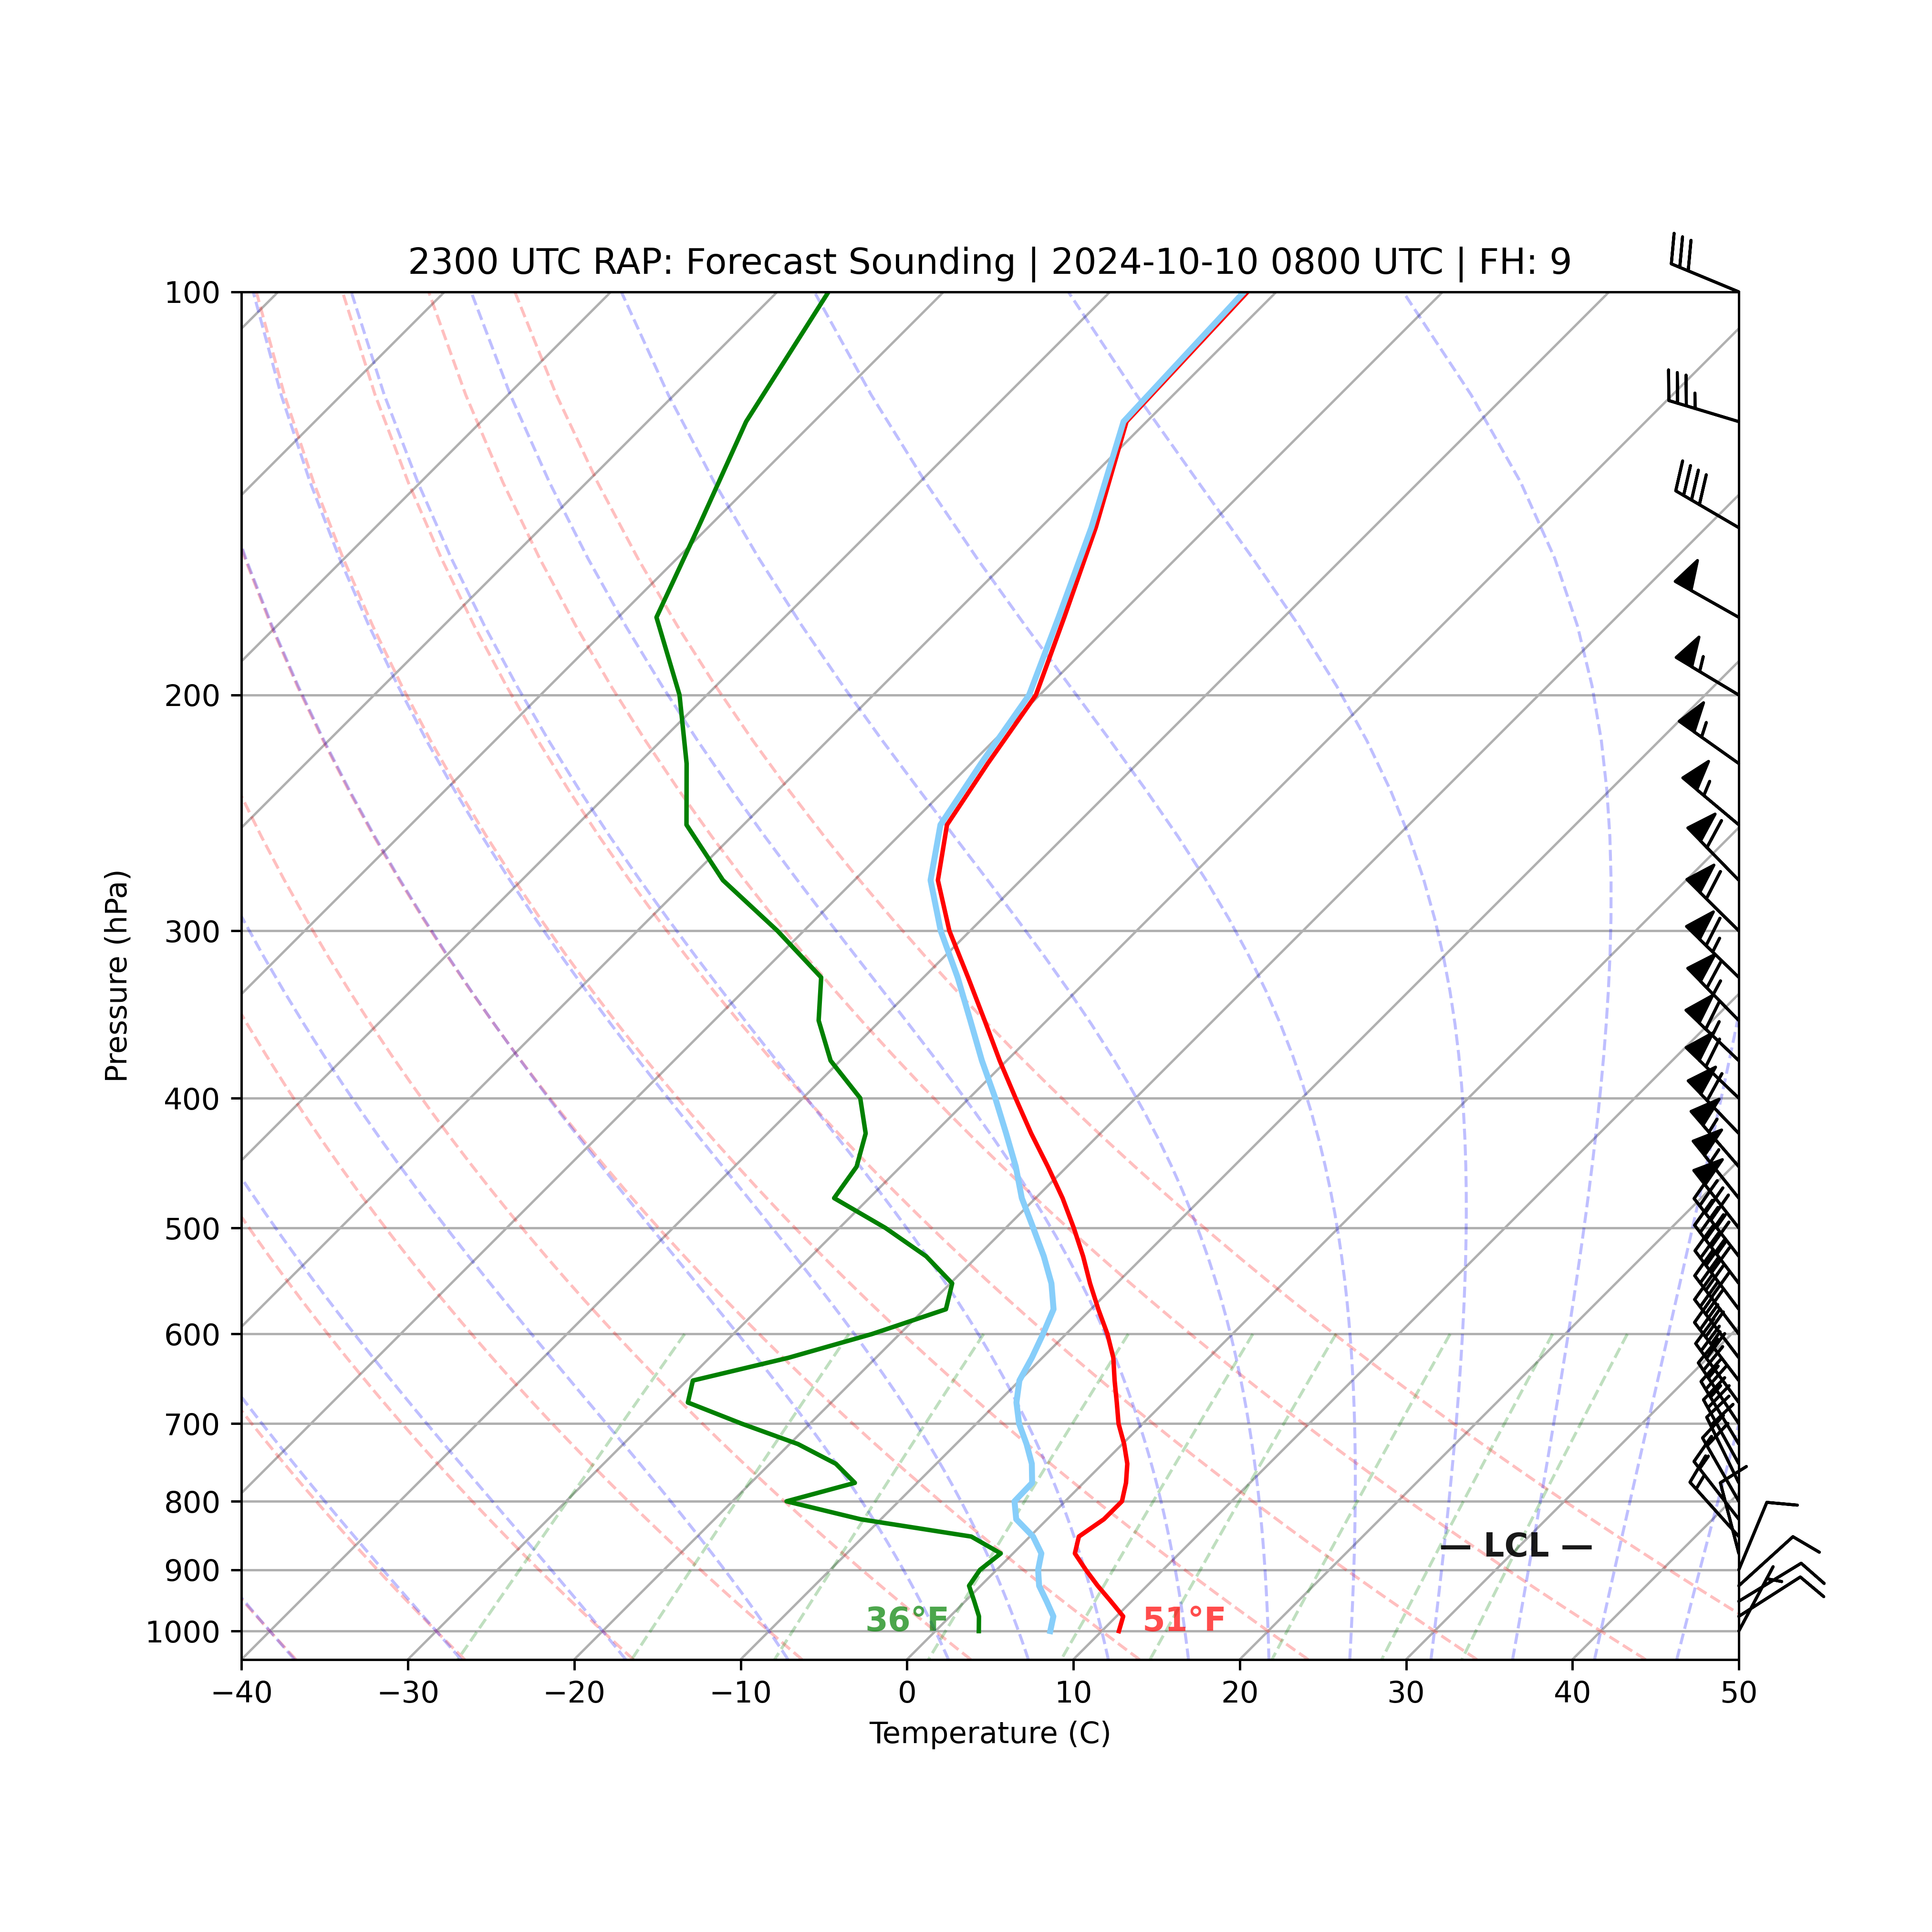 2300 UTC RAP: Forecast Sounding | 2024-10-10 0800 UTC | FH: 9
100
200
300
400
500
600
700
800
900
1000
Pressure (hPa)
— LCL —
36°F
51°F
−40 −30 −20 −10 0 10 20 30 40 50
Temperature (C)